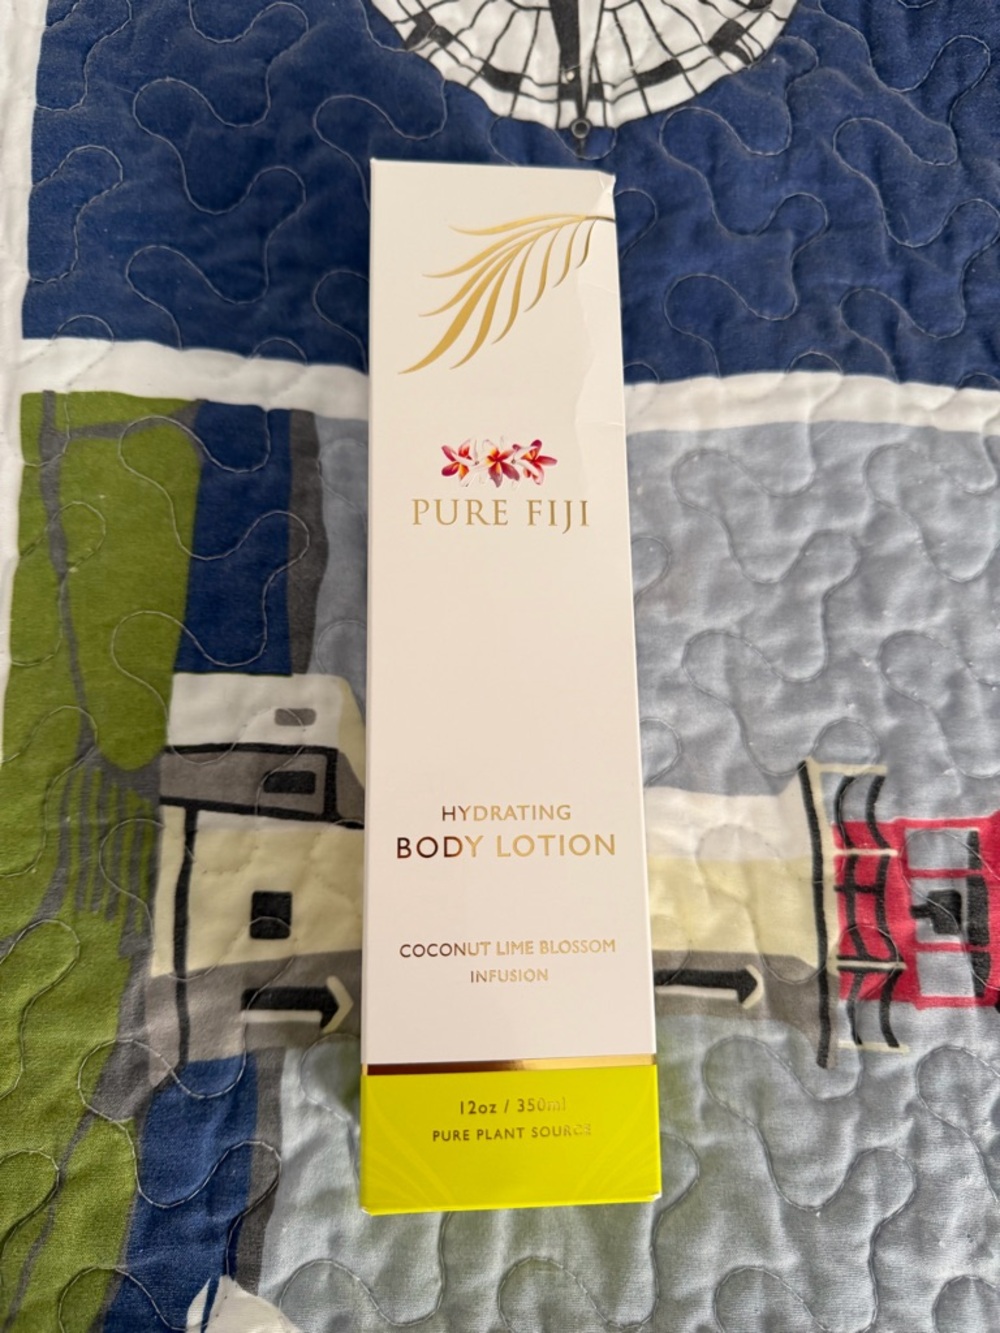 PURE FIJI
HYDRATING
BODY LOTION
COCONUT LIME BLOSSOM
INFUSION
12oz / 350ml
PURE PLANT SOURCE